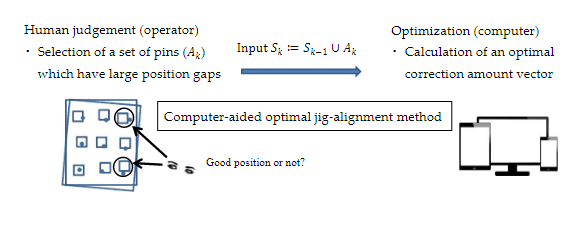 Human judgement (operator)
・ Selection of a set of pins (𝐴ₖ)
which have large position gaps
Input 𝑆ₖ ≔ 𝑆ₖ₋₁ ∪ 𝐴ₖ
Optimization (computer)
・ Calculation of an optimal
correction amount vector
Computer-aided optimal jig-alignment method
Good position or not?